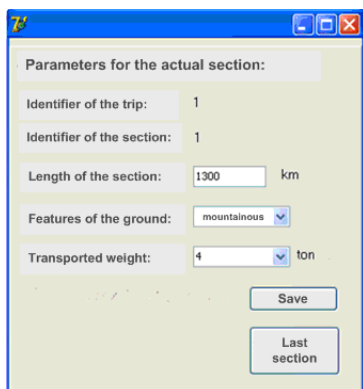 Parameters for the actual section:
Identifier of the trip: 1
Identifier of the section: 1
Length of the section: 1300 km
Features of the ground: mountainous
Transported weight: 4 ton
Save
Last
section